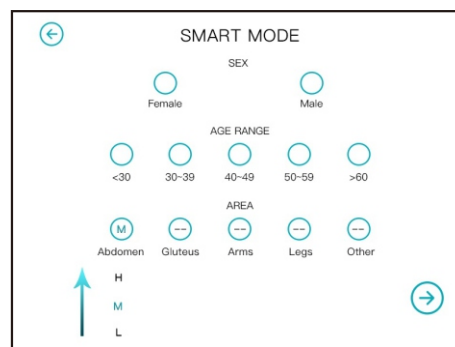 SMART MODE
SEX
Female Male
AGE RANGE
<30 30~39 40~49 50~59 >60
AREA
M -- -- -- --
Abdomen Gluteus Arms Legs Other
H
M
L